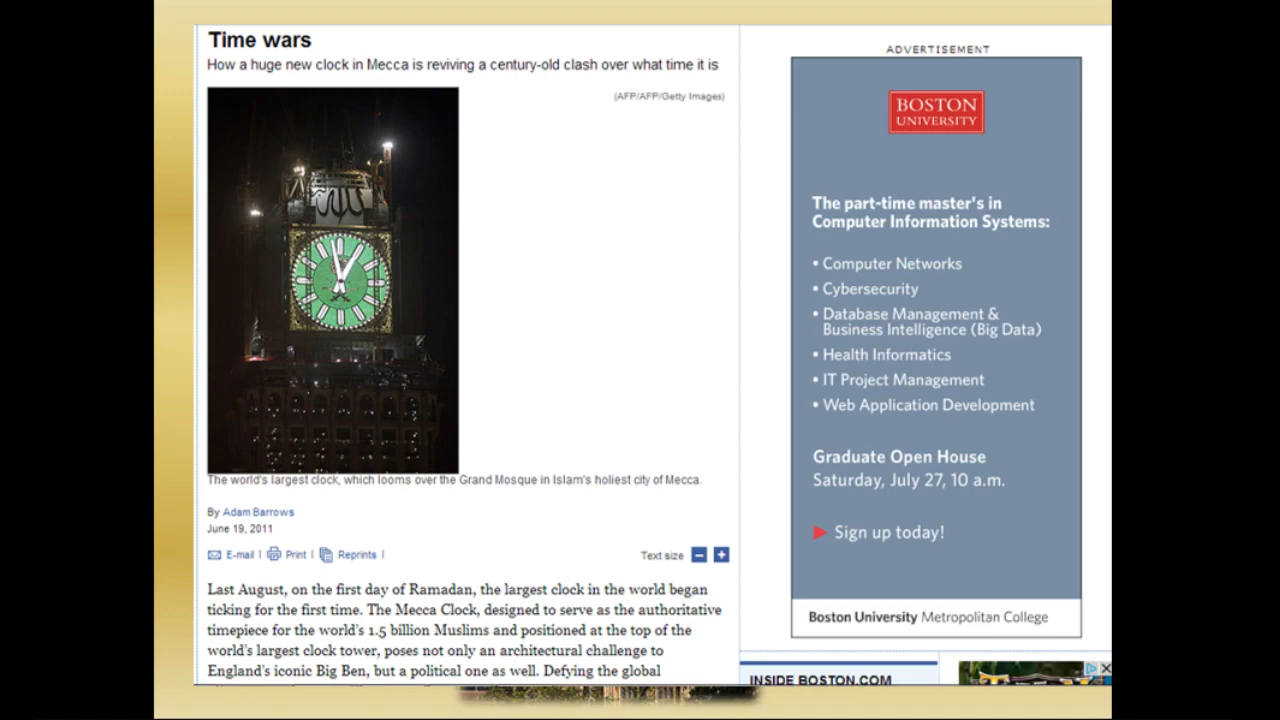 Time wars
How a huge new clock in Mecca is reviving a century-old clash over what time it is
(AFP/AFP/Getty Images)
The world's largest clock, which looms over the Grand Mosque in Islam's holiest city of Mecca.
By Adam Barrows
June 19, 2011
E-mail | Print | Reprints |
Text size
Last August, on the first day of Ramadan, the largest clock in the world began
ticking for the first time. The Mecca Clock, designed to serve as the authoritative
timepiece for the world's 1.5 billion Muslims and positioned at the top of the
world's largest clock tower, poses not only an architectural challenge to
England's iconic Big Ben, but a political one as well. Defying the global
ADVERTISEMENT
BOSTON
UNIVERSITY
The part-time master's in
Computer Information Systems:
• Computer Networks
• Cybersecurity
• Database Management &
Business Intelligence (Big Data)
• Health Informatics
• IT Project Management
• Web Application Development
Graduate Open House
Saturday, July 27, 10 a.m.
Sign up today!
Boston University Metropolitan College
INSIDE BOSTON.COM